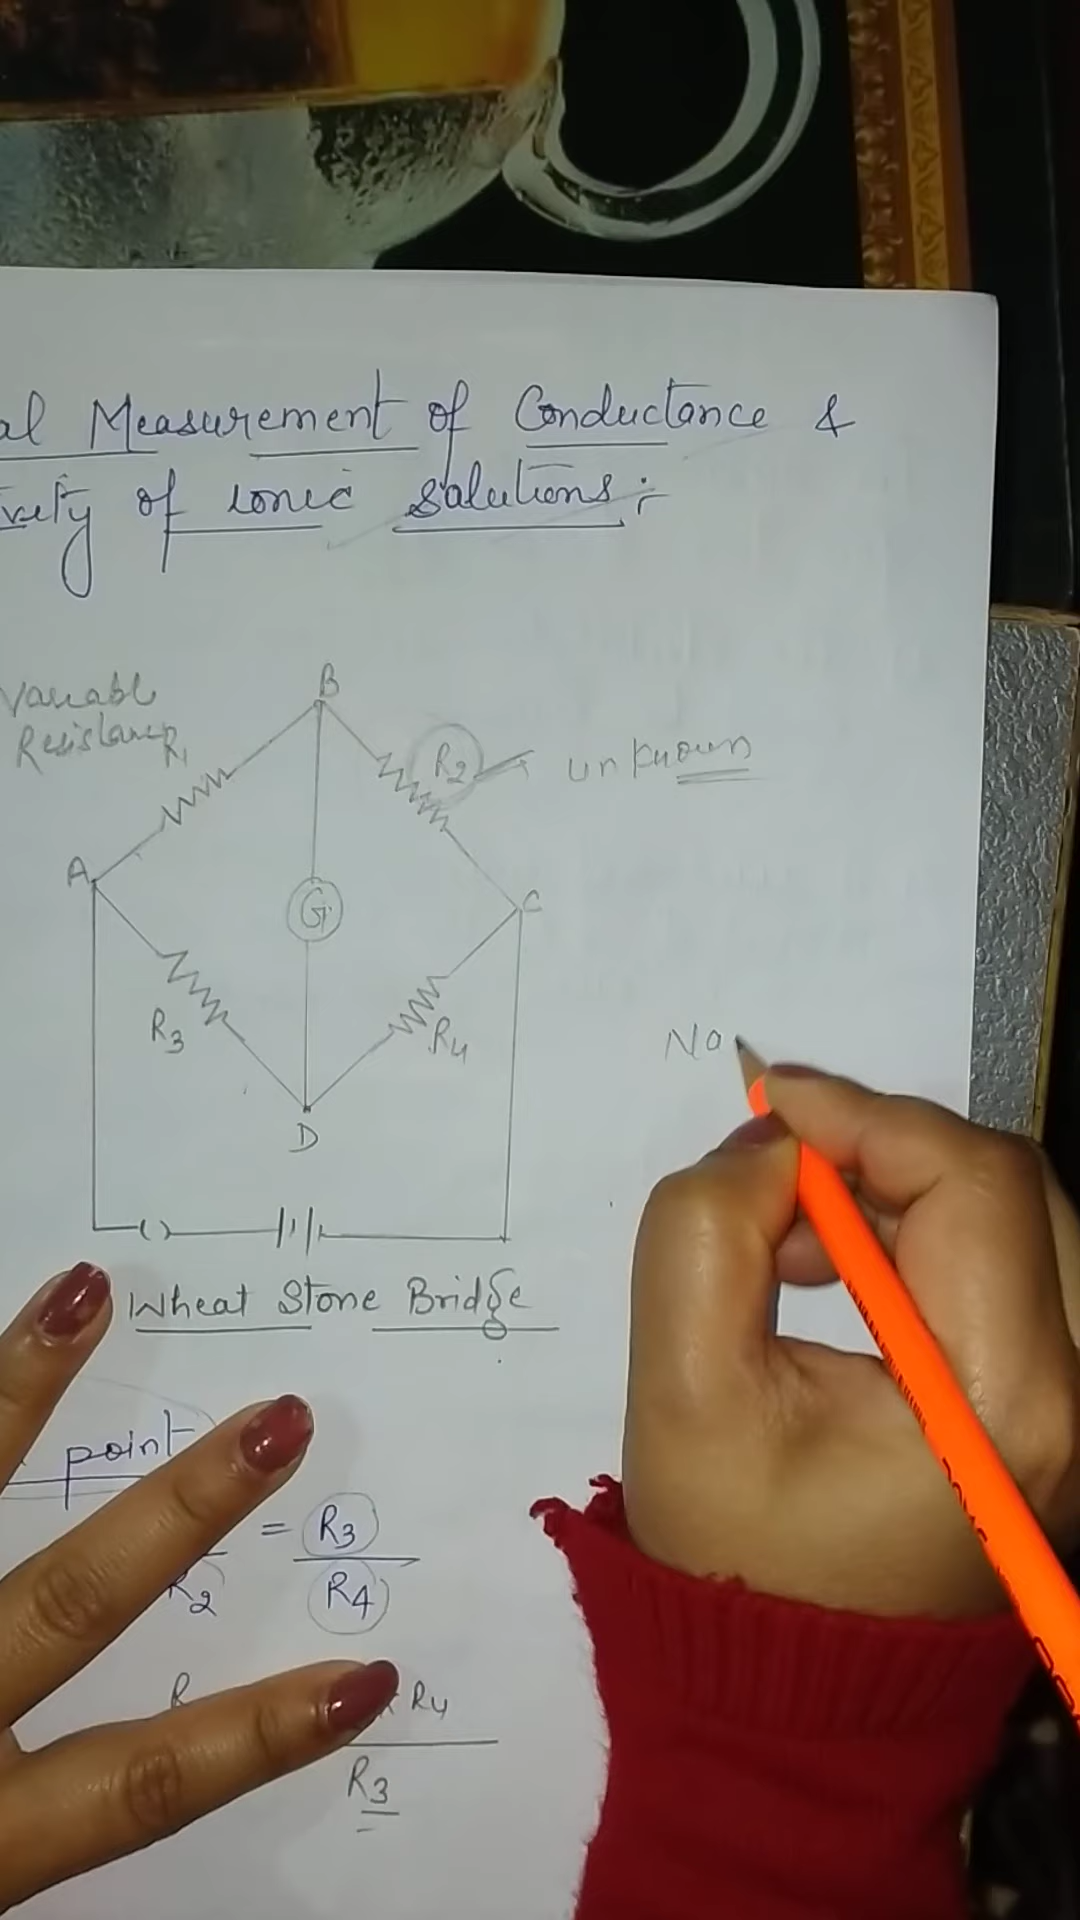 al Measurement of Conductance &
vity of ionic solutions :-
Variable
Resistance
R1
B
R2
unknown
A
G
C
R3
R4
Na
D
Wheat Stone Bridge
point
R2 = R3
R4
R R4
R3